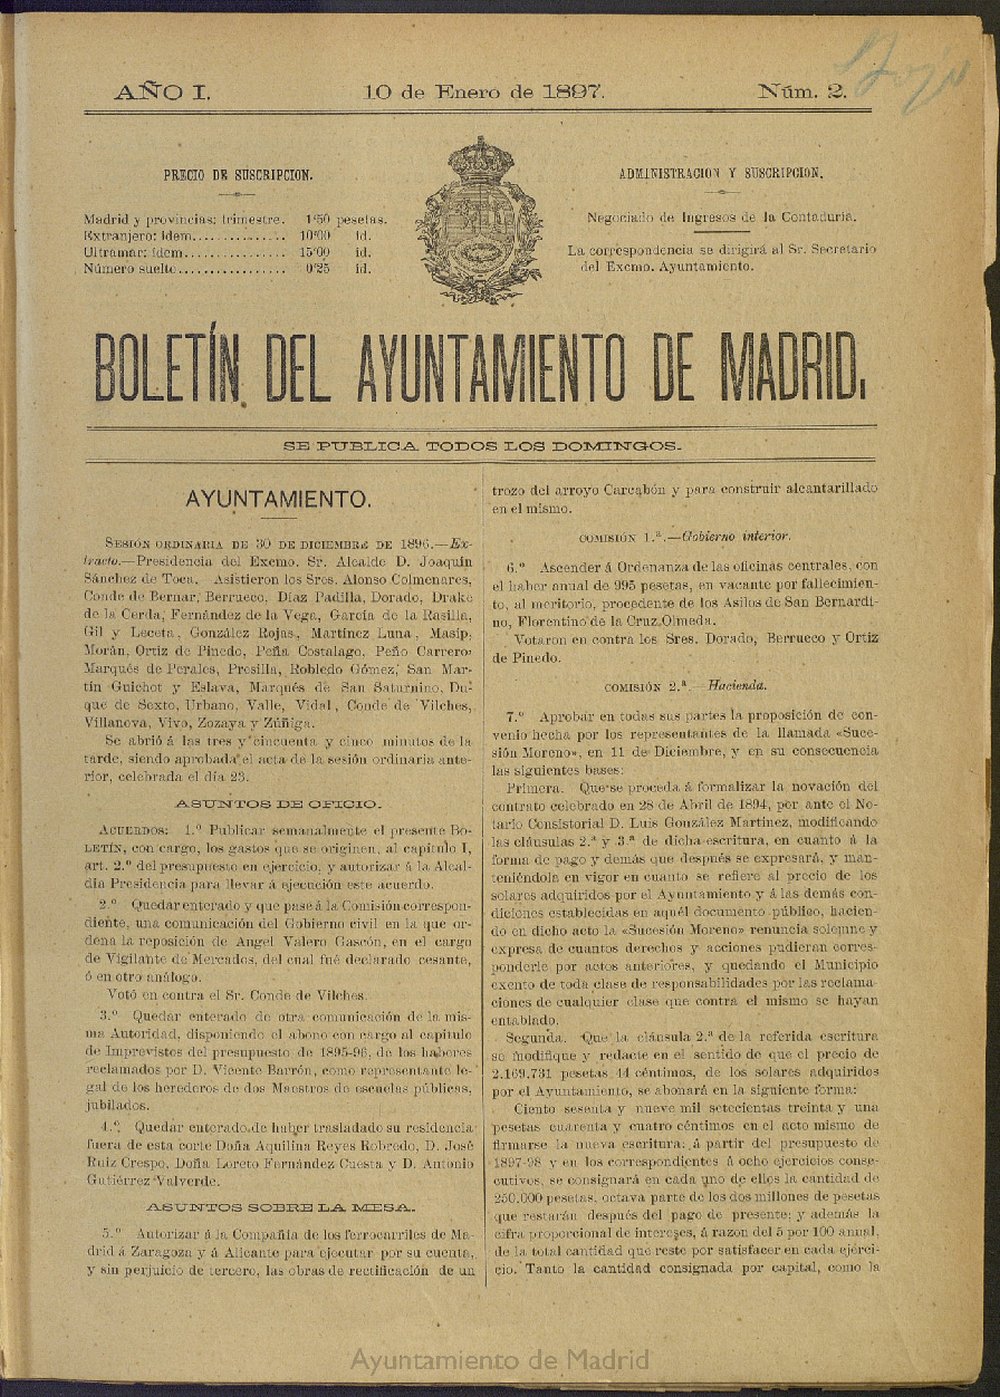 AÑO I.
10 de Enero de 1897.
Núm. 2.
PRECIO DE SUSCRIPCION.
Madrid y provincias: trimestre. 1‘50 pesetas.
Extranjero: ídem............... 10‘00 íd.
Ultramar: ídem................ 15‘00 íd.
Número suelto................. 0‘25 íd.
ADMINISTRACION Y SUSCRIPCION.
Negociado de Ingresos de la Contaduría.
La correspondencia se dirigirá al Sr. Secretario
del Excmo. Ayuntamiento.
BOLETÍN DEL AYUNTAMIENTO DE MADRID.
SE PUBLICA TODOS LOS DOMINGOS.
AYUNTAMIENTO.
SESIÓN ORDINARIA DE 30 DE DICIEMBRE DE 1896.—Ex-
tracto.—Presidencia del Excmo. Sr. Alcalde D. Joaquín
Sánchez de Toca. Asistieron los Sres. Alonso Colmenares,
Conde de Bernar, Berrueco, Díaz Padilla, Dorado, Drake
de la Cerda, Fernández de la Vega, García de la Rasilla,
Gil y Leceta, González Rojas, Martínez Luna, Masip,
Morán, Ortiz de Pinedo, Peña Costalago, Peño Carrero,
Marqués de Perales, Presilla, Robledo Gómez, San Mar-
tín Guichot y Eslava, Marqués de San Saturnino, Du-
que de Sexto, Urbano, Valle, Vidal, Conde de Vilches,
Villanova, Vivo, Zozaya y Zúñiga.
Se abrió á las tres y cincuenta y cinco minutos de la
tarde, siendo aprobada el acta de la sesión ordinaria ante-
rior, celebrada el día 23.
ASUNTOS DE OFICIO.
ACUERDOS: 1.º Publicar semanalmente el presente BO-
LETÍN, con cargo, los gastos que se originen, al capítulo I,
art. 2.º del presupuesto en ejercicio, y autorizar á la Alcal-
día Presidencia para llevar á ejecución este acuerdo.
2.º Quedar enterado y que pase á la Comisión correspon-
diente, una comunicación del Gobierno civil en la que or-
dena la reposición de Angel Valero Gascón, en el cargo
de Vigilante de Mercados, del cual fué declarado cesante,
ó en otro análogo.
Votó en contra el Sr. Conde de Vilches.
3.º Quedar enterado de otra comunicación de la mis-
ma Autoridad, disponiendo el abono con cargo al capítulo
de Imprevistos del presupuesto de 1895-96, de los haberes
reclamados por D. Vicente Barrón, como representante le-
gal de los herederos de dos Maestros de escuelas públicas,
jubilados.
4.º Quedar enterado de haber trasladado su residencia
fuera de esta corte Doña Aquilina Reyes Robredo, D. José
Ruiz Crespo, Doña Loreto Fernández Cuesta y D. Antonio
Gutiérrez Valverde.
ASUNTOS SOBRE LA MESA.
5.º Autorizar á la Compañía de los ferrocarriles de Ma-
drid á Zaragoza y á Alicante para ejecutar por su cuenta,
y sin perjuicio de tercero, las obras de rectificación de un
trozo del arroyo Carcabón y para construir alcantarillado
en el mismo.
COMISIÓN 1.ª—Gobierno interior.
6.º Ascender á Ordenanza de las oficinas centrales, con
el haber anual de 995 pesetas, en vacante por fallecimien-
to, al meritorio, procedente de los Asilos de San Bernardi-
no, Florentino de la Cruz Olmeda.
Votaron en contra los Sres. Dorado, Berrueco y Ortiz
de Pinedo.
COMISIÓN 2.ª—Hacienda.
7.º Aprobar en todas sus partes la proposición de con-
venio hecha por los representantes de la llamada «Suce-
sión Moreno», en 11 de Diciembre, y en su consecuencia
las siguientes bases:
Primera. Que se proceda á formalizar la novación del
contrato celebrado en 28 de Abril de 1894, por ante el No-
tario Consistorial D. Luis González Martínez, modificando
las cláusulas 2.ª y 3.ª de dicha escritura, en cuanto á la
forma de pago y demás que después se expresará, y man-
teniéndola en vigor en cuanto se refiere al precio de los
solares adquiridos por el Ayuntamiento y á las demás con-
diciones establecidas en aquél documento público, hacien-
do en dicho acto la «Sucesión Moreno» renuncia solemne y
expresa de cuantos derechos y acciones pudieran corres-
ponderle por actos anteriores, y quedando el Municipio
exento de toda clase de responsabilidades por las reclama-
ciones de cualquier clase que contra el mismo se hayan
entablado.
Segunda. Que la cláusula 2.ª de la referida escritura
se modifique y redacte en el sentido de que el precio de
2.169.731 pesetas 44 céntimos, de los solares adquiridos
por el Ayuntamiento, se abonará en la siguiente forma:
Ciento sesenta y nueve mil setecientas treinta y una
pesetas cuarenta y cuatro céntimos en el acto mismo de
firmarse la nueva escritura; á partir del presupuesto de
1897-98 y en los correspondientes á ocho ejercicios conse-
cutivos, se consignará en cada uno de ellos la cantidad de
250.000 pesetas, octava parte de los dos millones de pesetas
que restarán después del pago de presente; y además la
cifra proporcional de intereses, á razón del 5 por 100 anual,
de la total cantidad que reste por satisfacer en cada ejerci-
cio. Tanto la cantidad consignada por capital, como la
Ayuntamiento de Madrid